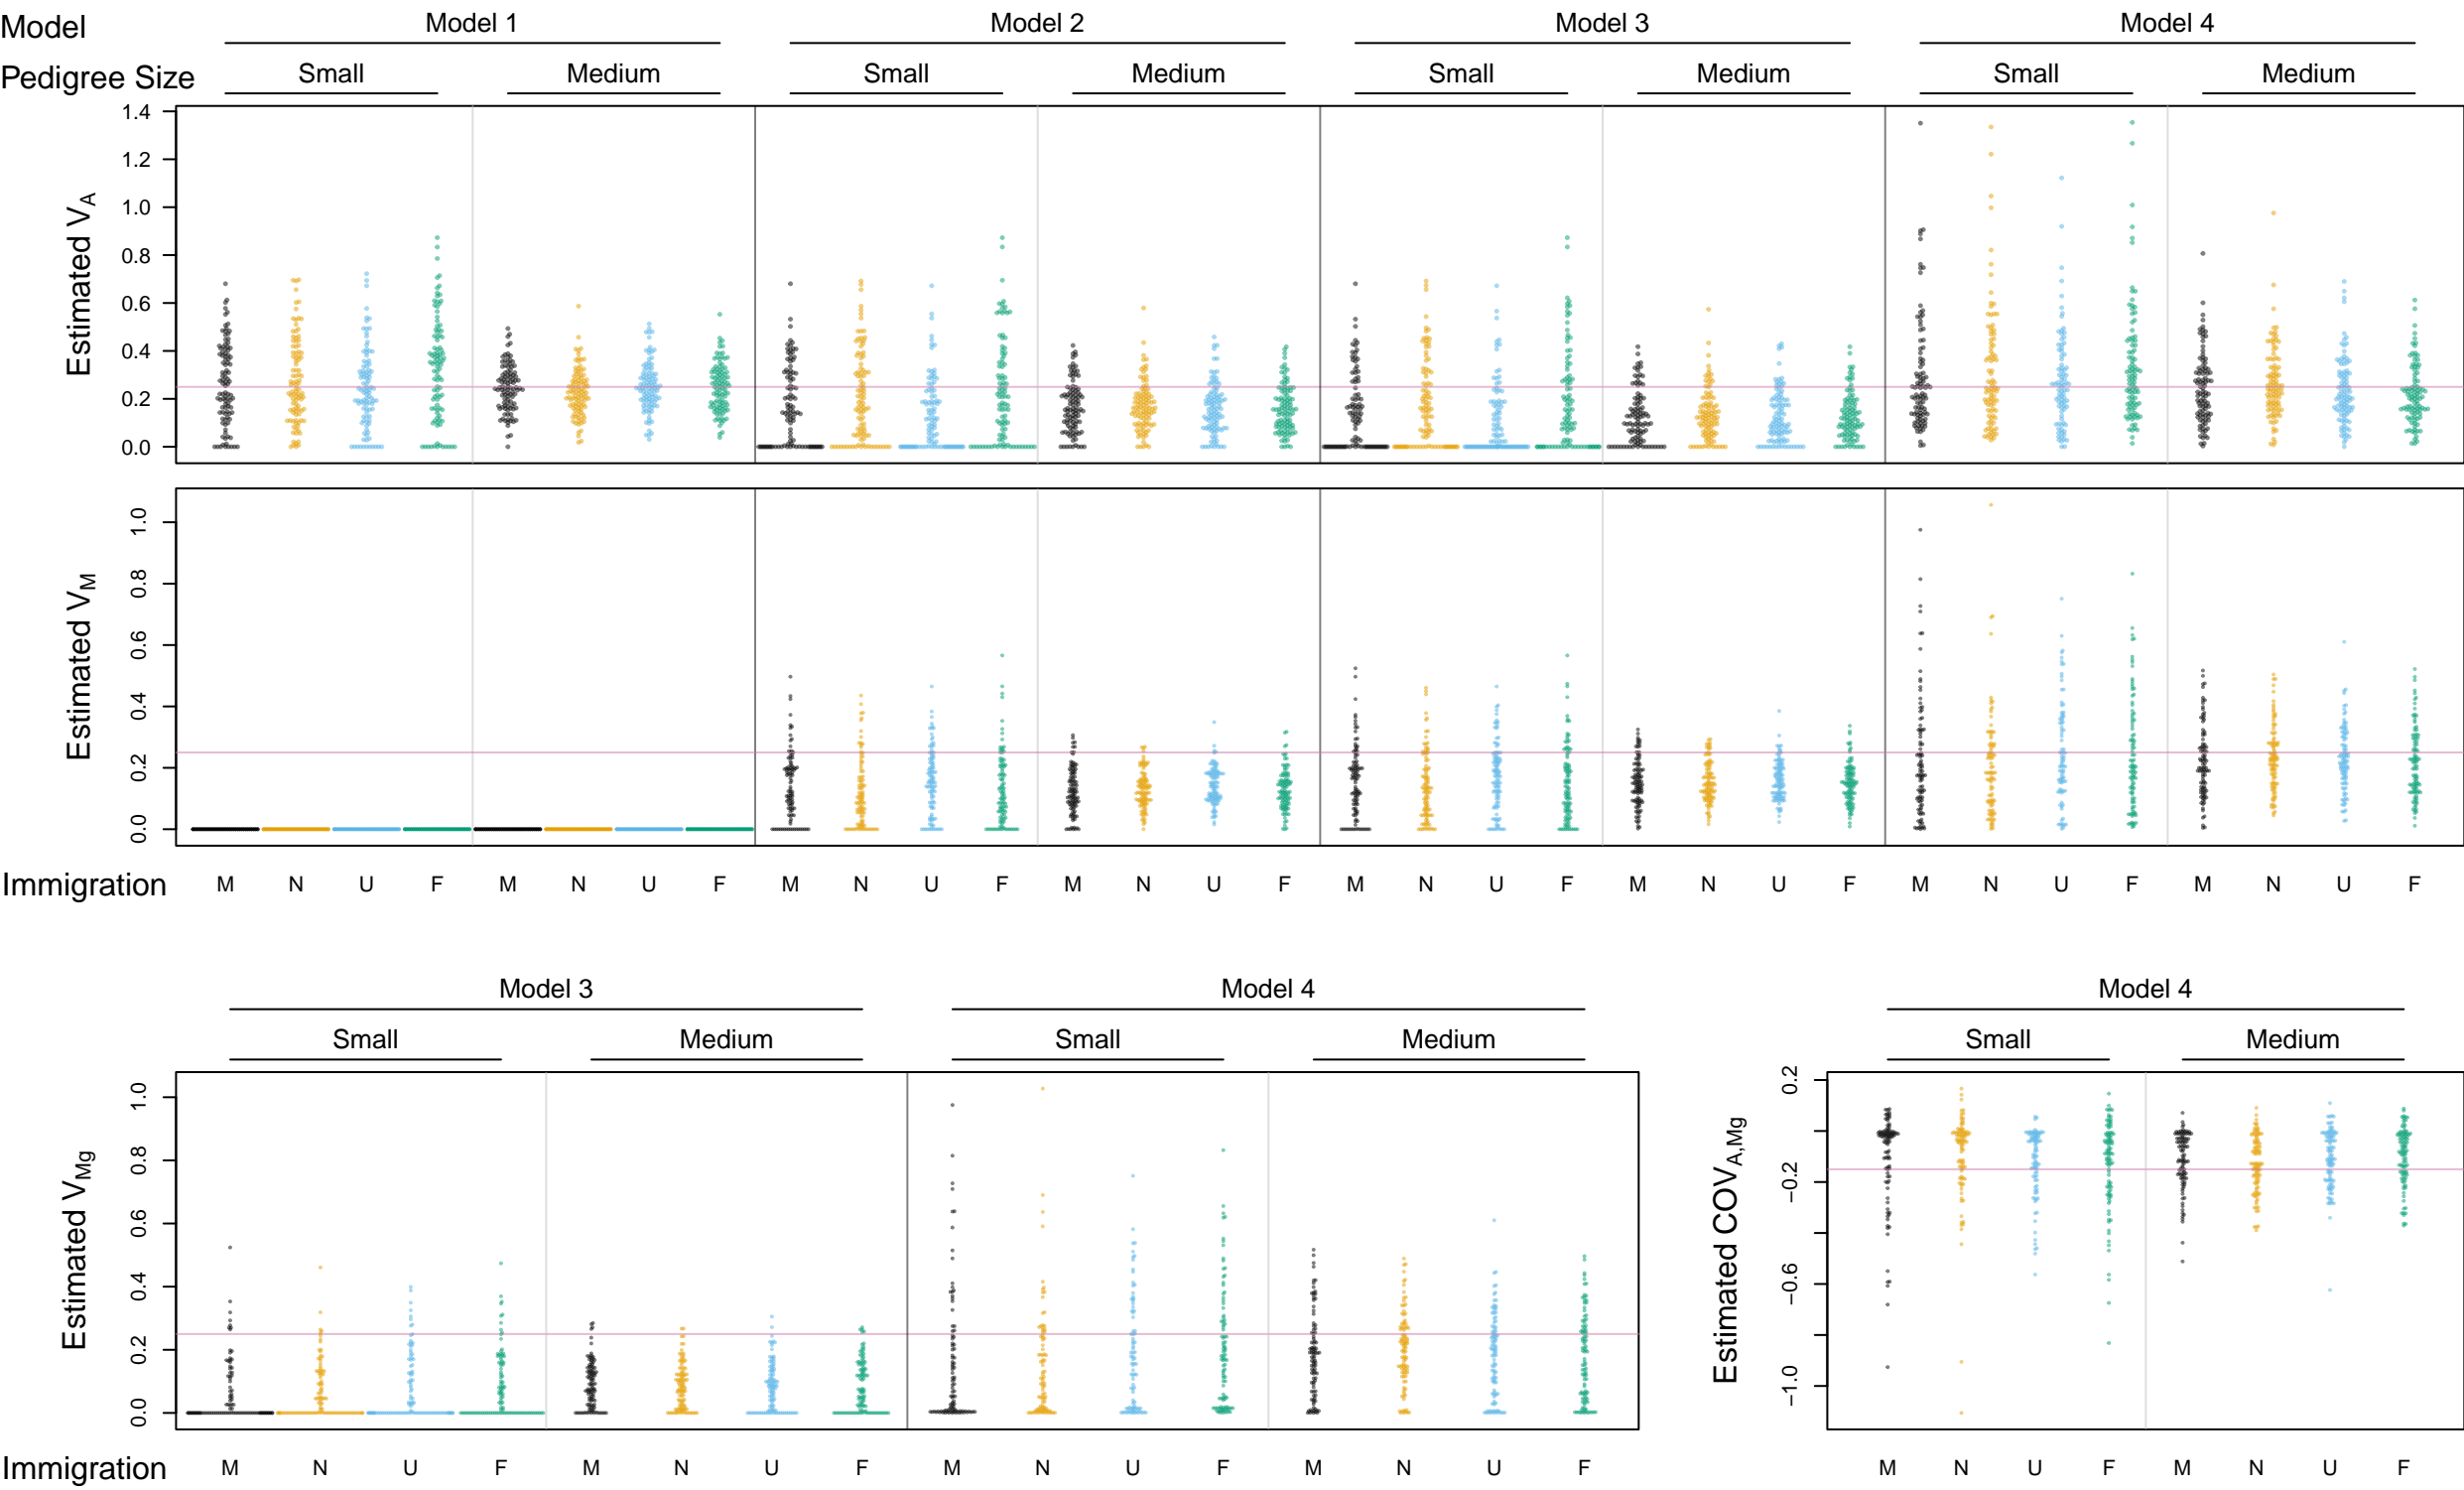 Model Model 1 Model 2 Model 3 Model 4
Pedigree Size Small Medium Small Medium Small Medium Small Medium
Estimated VA
1.4
1.2
1.0
0.8
0.6
0.4
0.2
0.0
Estimated VM
1.0
0.8
0.6
0.4
0.2
0.0
Immigration M N U F M N U F M N U F M N U F M N U F M N U F M N U F M N U F
Model 3 Model 4 Model 4
Small Medium Small Medium Small Medium
Estimated VMg
1.0
0.8
0.6
0.4
0.2
0.0
Estimated COVA,Mg
0.2
−0.2
−0.6
−1.0
Immigration M N U F M N U F M N U F M N U F M N U F M N U F